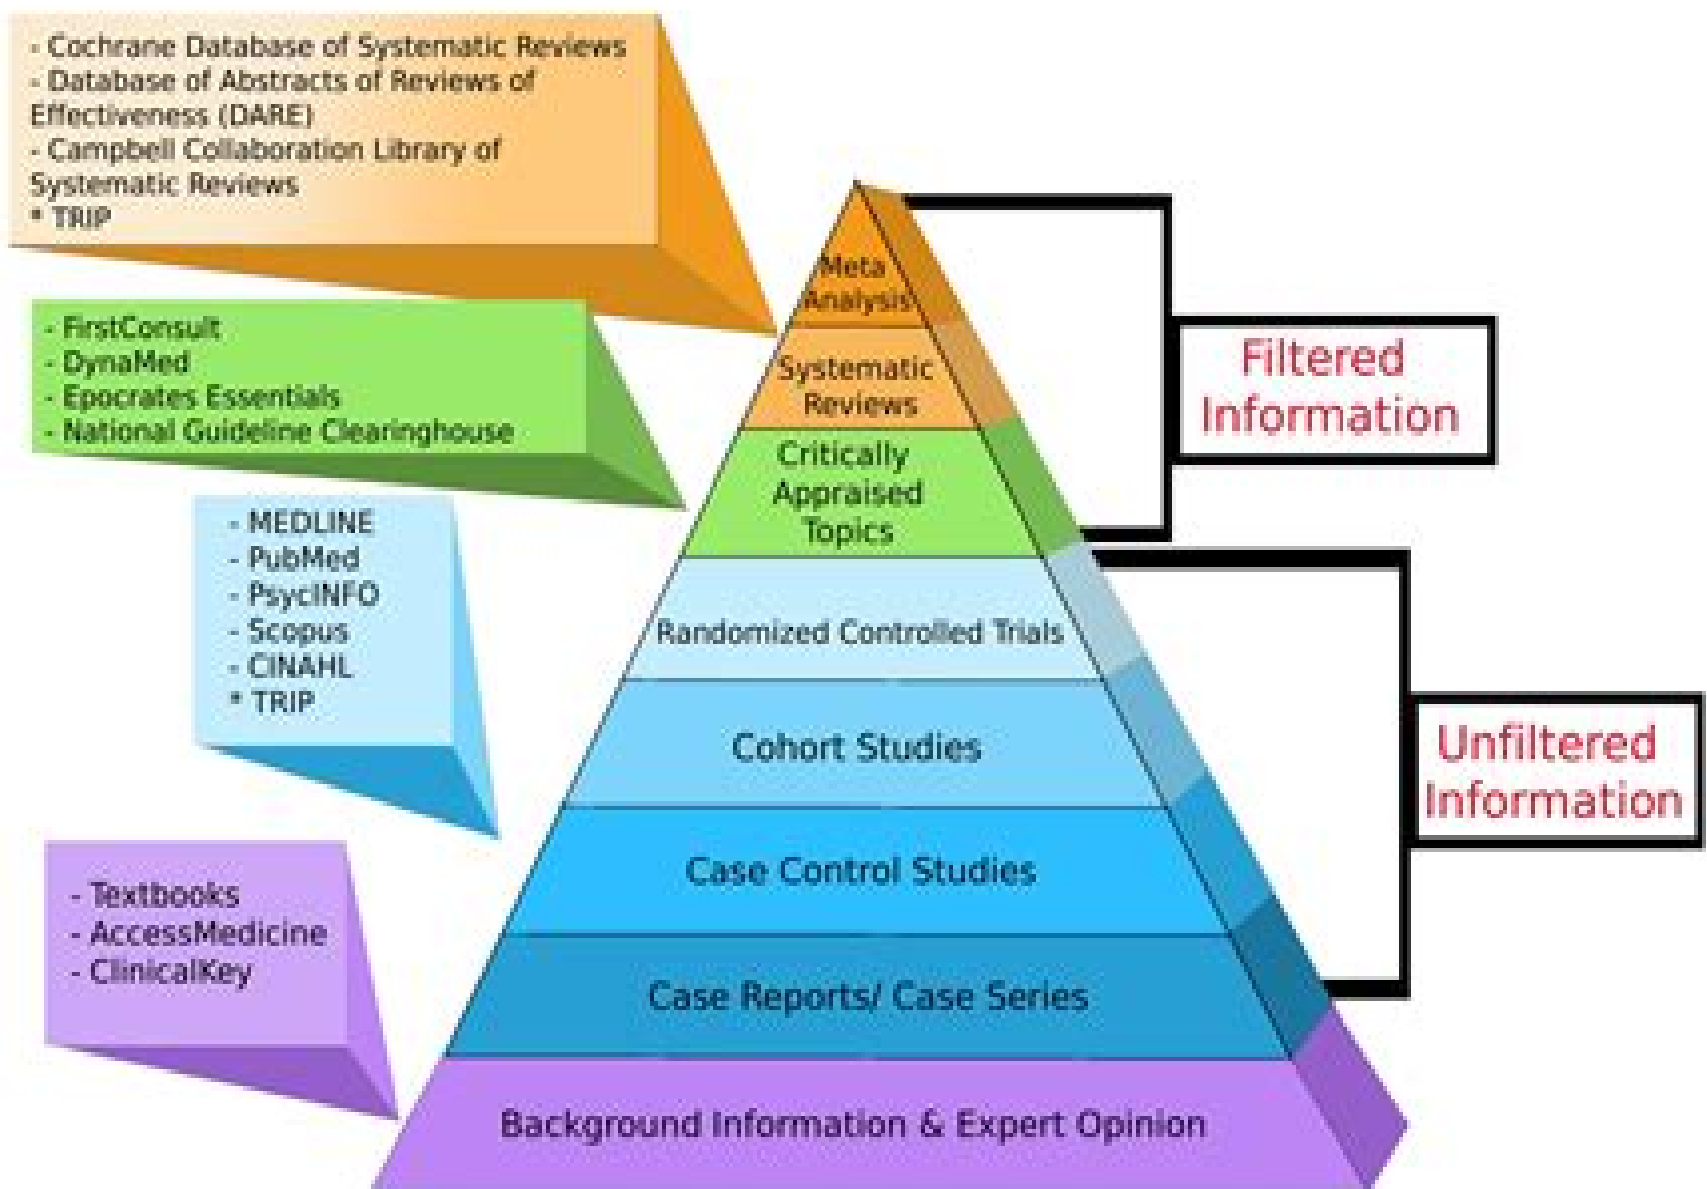 - Cochrane Database of Systematic Reviews
- Database of Abstracts of Reviews of
Effectiveness (DARE)
- Campbell Collaboration Library of
Systematic Reviews
* TRIP
- FirstConsult
- DynaMed
- Epocrates Essentials
- National Guideline Clearinghouse
- MEDLINE
- PubMed
- PsycINFO
- Scopus
- CINAHL
* TRIP
- Textbooks
- AccessMedicine
- ClinicalKey
Meta
Analysis
Systematic
Reviews
Critically
Appraised
Topics
Randomized Controlled Trials
Cohort Studies
Case Control Studies
Case Reports/ Case Series
Background Information & Expert Opinion
Filtered
Information
Unfiltered
Information